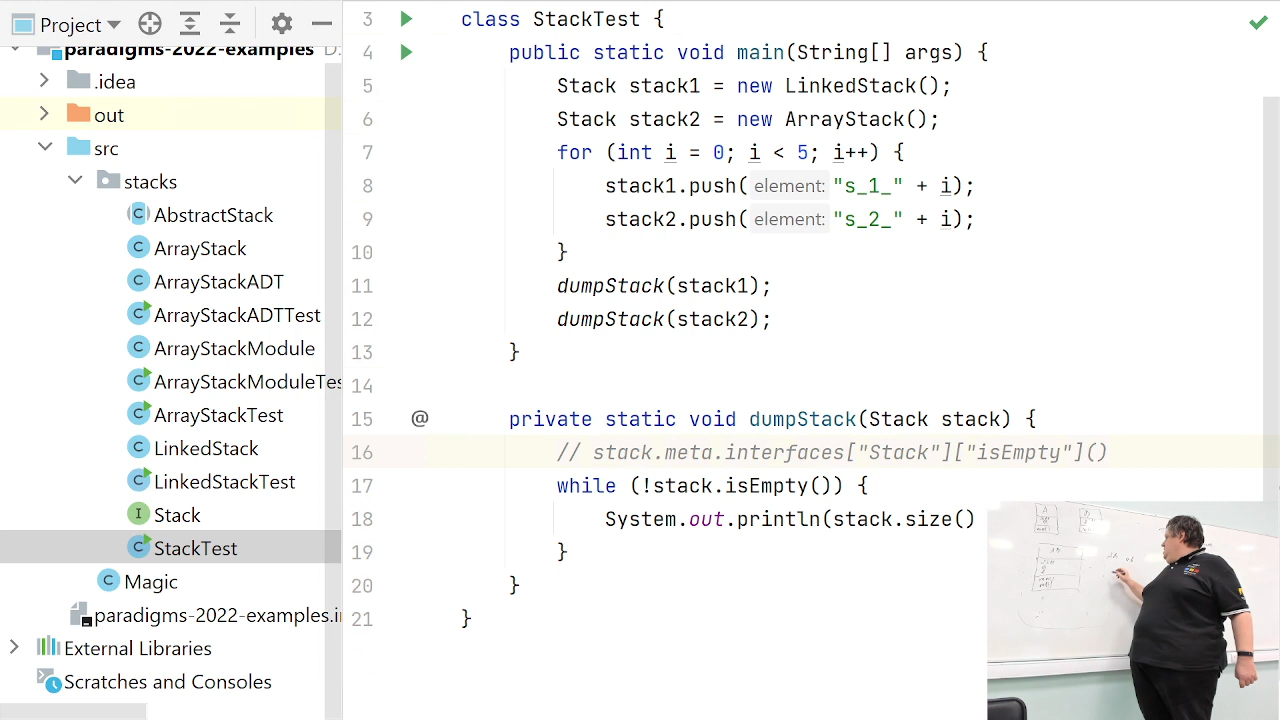 Project
paradigms-2022-examples
.idea
out
src
stacks
AbstractStack
ArrayStack
ArrayStackADT
ArrayStackADTTest
ArrayStackModule
ArrayStackModuleTes
ArrayStackTest
LinkedStack
LinkedStackTest
Stack
StackTest
Magic
paradigms-2022-examples.i
External Libraries
Scratches and Consoles
3 class StackTest {
4 public static void main(String[] args) {
5 Stack stack1 = new LinkedStack();
6 Stack stack2 = new ArrayStack();
7 for (int i = 0; i < 5; i++) {
8 stack1.push( element: "s_1_" + i);
9 stack2.push( element: "s_2_" + i);
10 }
11 dumpStack(stack1);
12 dumpStack(stack2);
13 }
14
15 @ private static void dumpStack(Stack stack) {
16 // stack.meta.interfaces["Stack"]["isEmpty"]()
17 while (!stack.isEmpty()) {
18 System.out.println(stack.size()
19 }
20 }
21 }